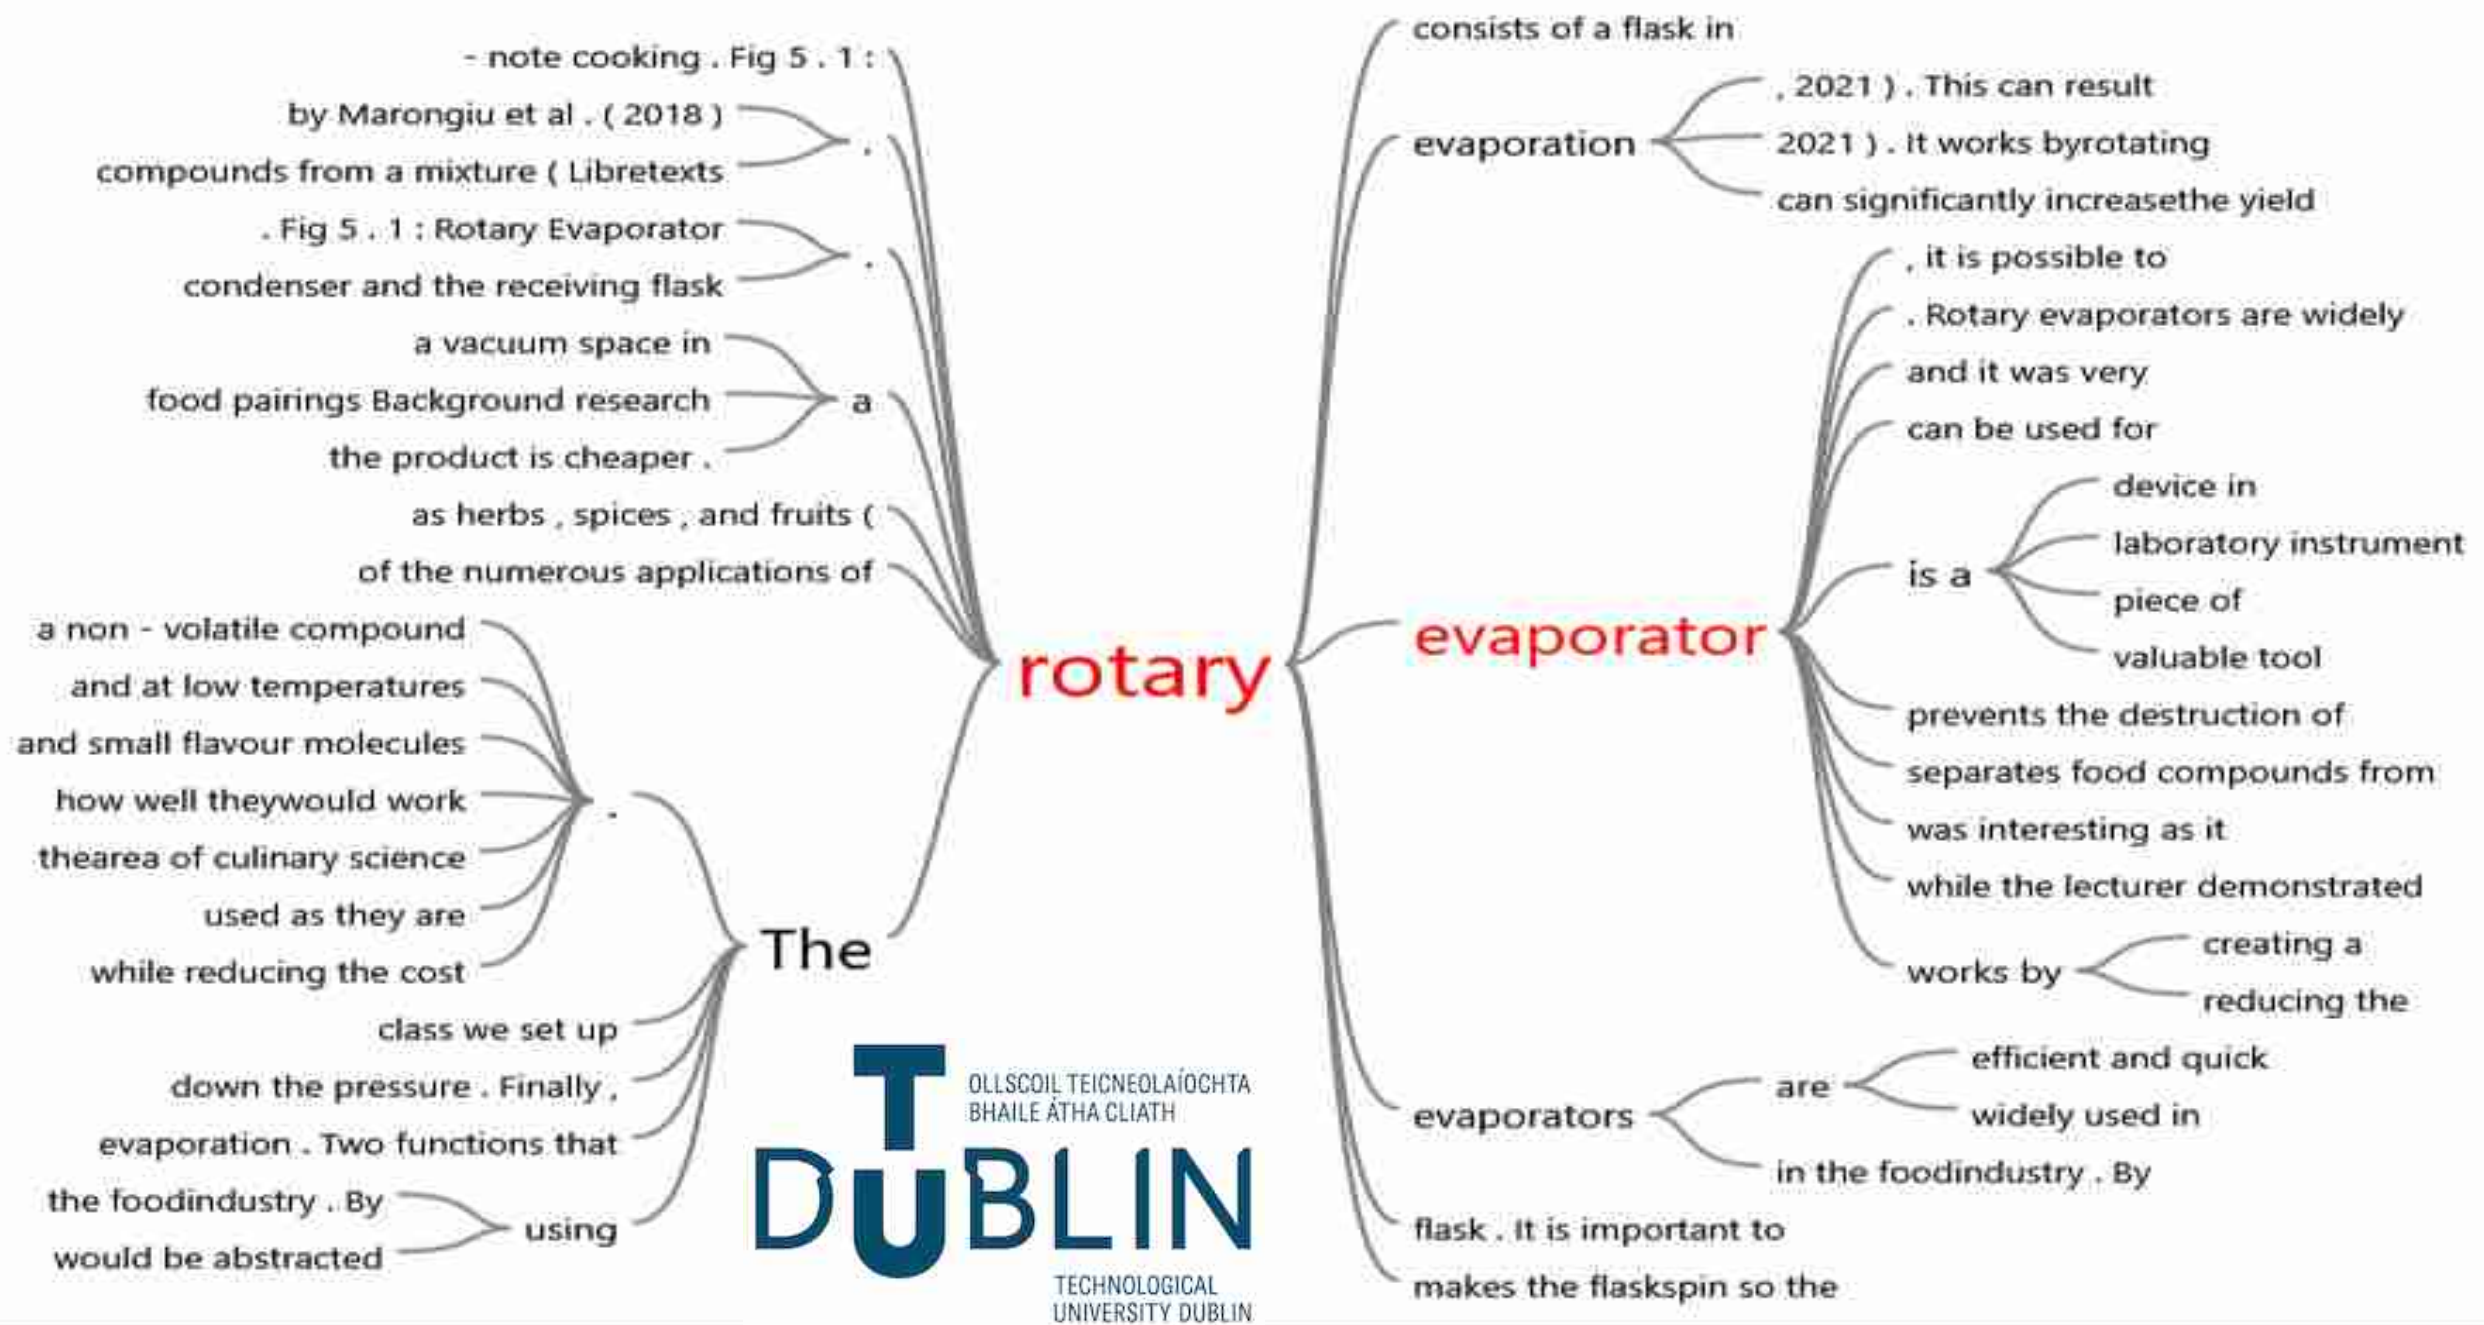 - note cooking . Fig 5 . 1 :
by Marongiu et al . ( 2018 )
compounds from a mixture ( Libretexts
.
. Fig 5 . 1 : Rotary Evaporator
condenser and the receiving flask
.
a vacuum space in
food pairings Background research
the product is cheaper .
a
as herbs , spices , and fruits (
of the numerous applications of
a non - volatile compound
and at low temperatures
and small flavour molecules
how well theywould work
thearea of culinary science
used as they are
while reducing the cost
.
class we set up
down the pressure . Finally ,
evaporation . Two functions that
the foodindustry . By
would be abstracted
using
The
rotary
consists of a flask in
evaporation
, 2021 ) . This can result
2021 ) . It works byrotating
can significantly increasethe yield
evaporator
, it is possible to
. Rotary evaporators are widely
and it was very
can be used for
is a
device in
laboratory instrument
piece of
valuable tool
prevents the destruction of
separates food compounds from
was interesting as it
while the lecturer demonstrated
works by
creating a
reducing the
evaporators
are
efficient and quick
widely used in
in the foodindustry . By
flask . It is important to
makes the flaskspin so the
OLLSCOIL TEICNEOLAÍOCHTA
BHAILE ÁTHA CLIATH
TU DUBLIN
TECHNOLOGICAL
UNIVERSITY DUBLIN